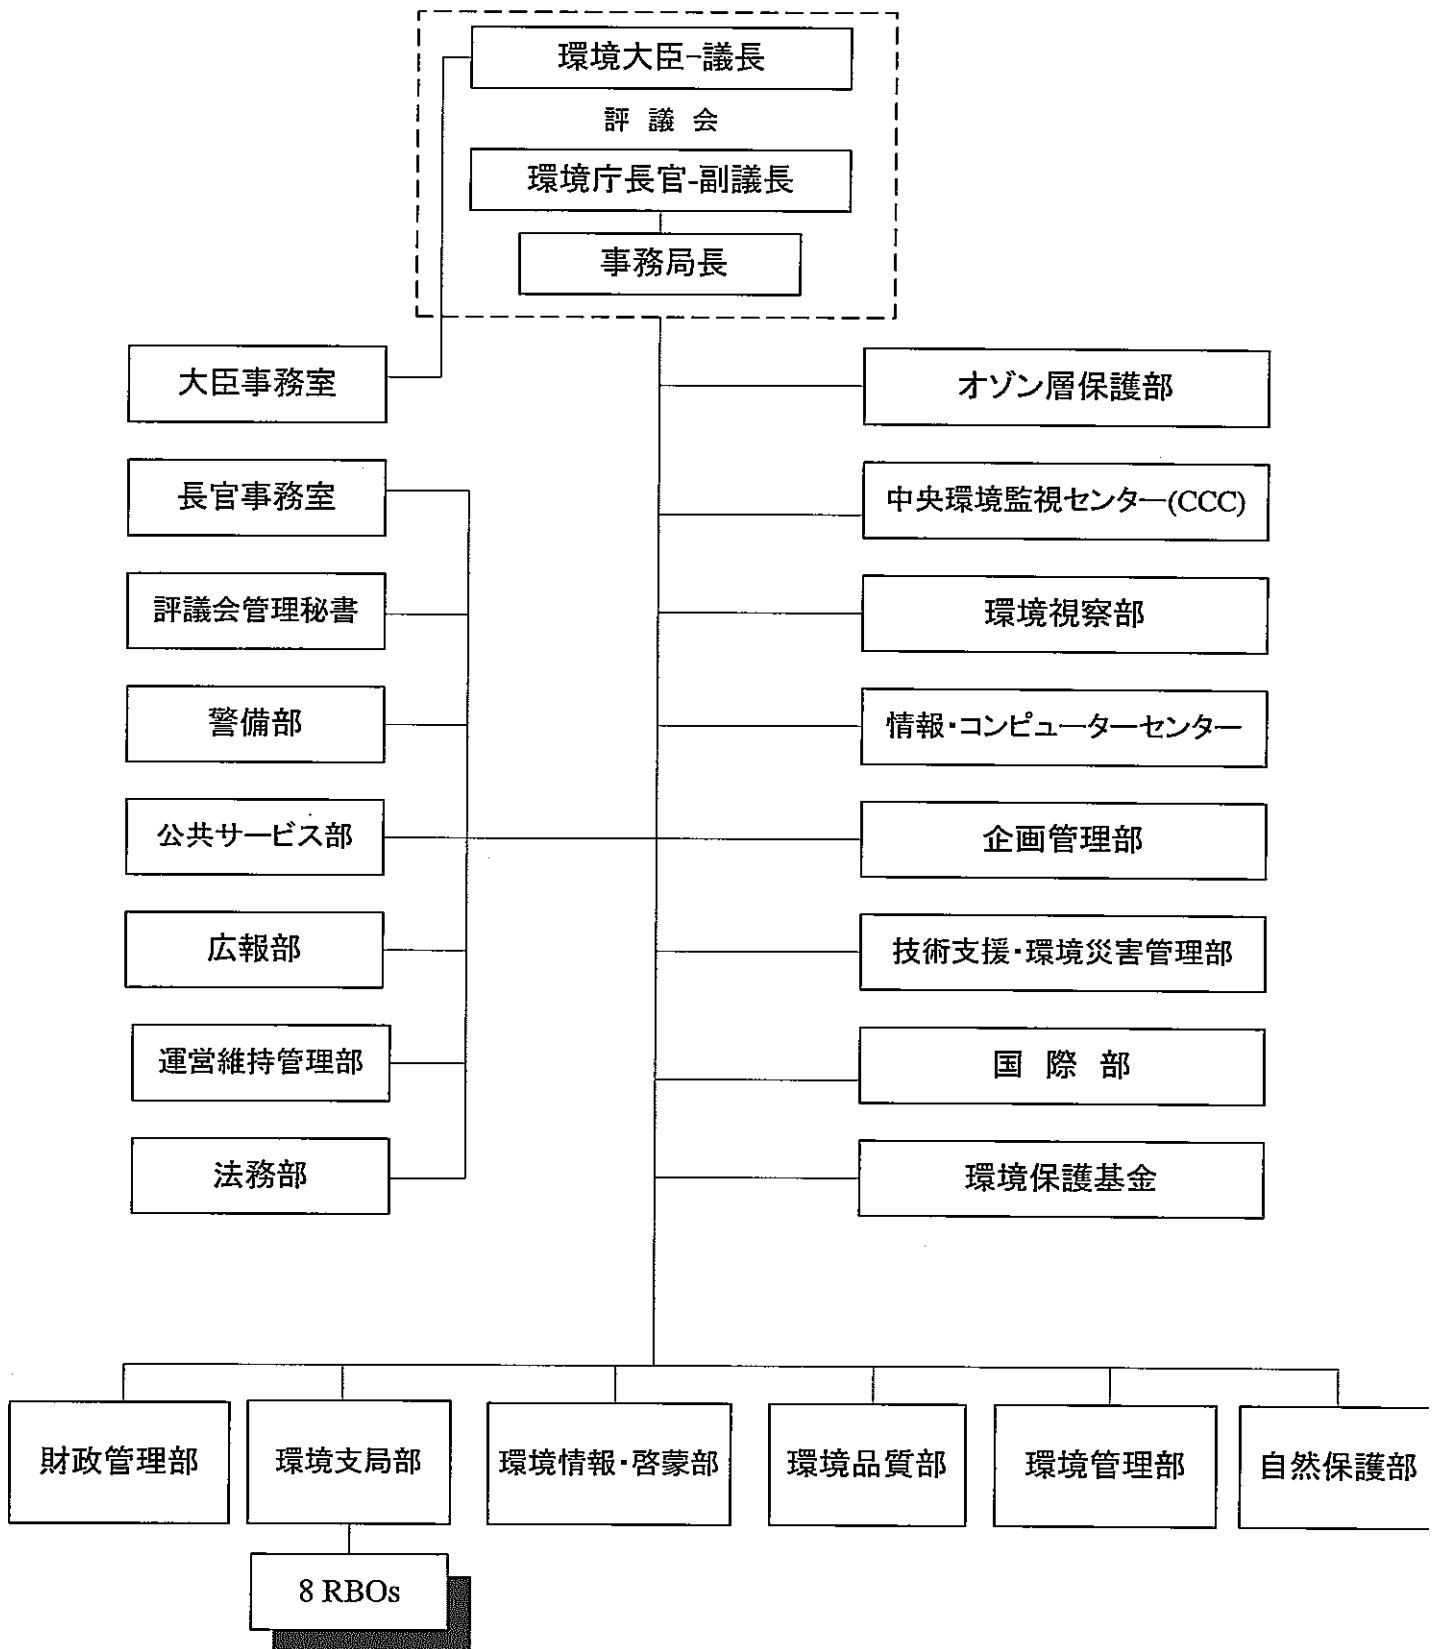 環境大臣-議長
評 議 会
環境庁長官-副議長
事務局長
大臣事務室
長官事務室
評議会管理秘書
警備部
公共サービス部
広報部
運営維持管理部
法務部
オゾン層保護部
中央環境監視センター(CCC)
環境視察部
情報・コンピューターセンター
企画管理部
技術支援・環境災害管理部
国 際 部
環境保護基金
財政管理部
環境支局部
環境情報・啓蒙部
環境品質部
環境管理部
自然保護部
8 RBOs